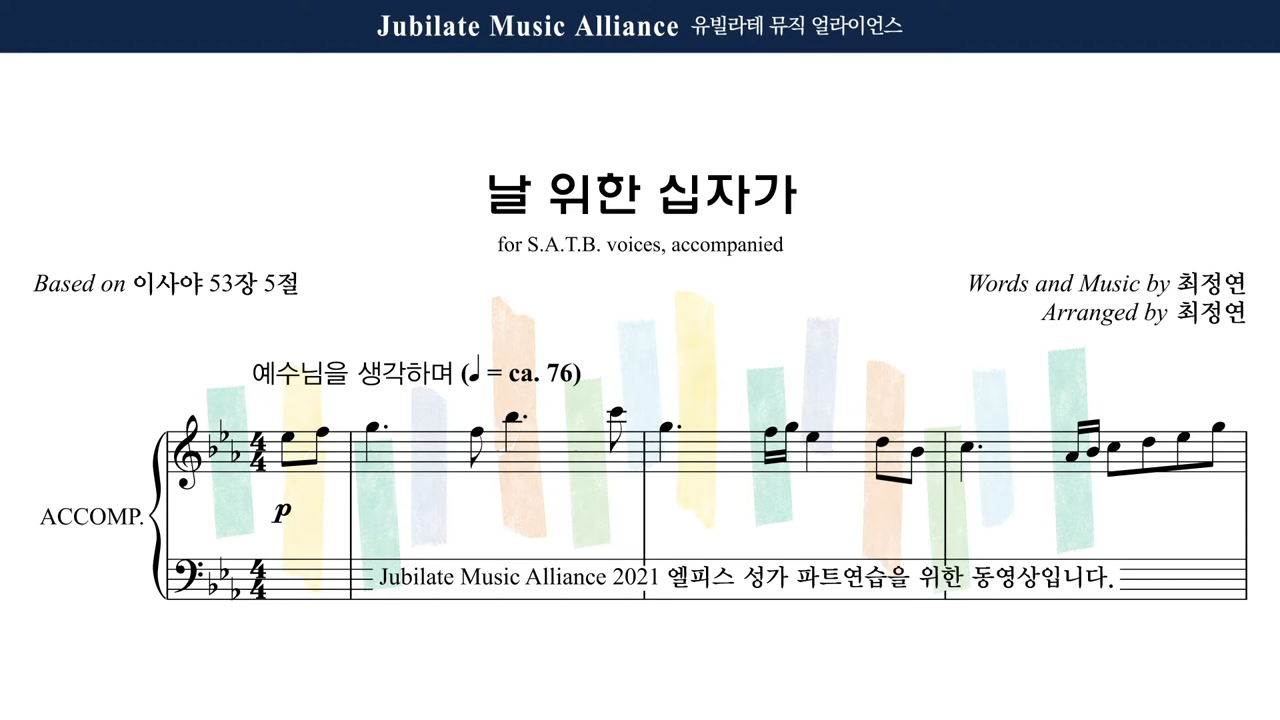 Jubilate Music Alliance 유빌라테 뮤직 얼라이언스
날 위한 십자가
for S.A.T.B. voices, accompanied
Based on 이사야 53장 5절
Words and Music by 최정연
Arranged by 최정연
예수님을 생각하며 (♩ = ca. 76)
4
4
p
ACCOMP.
4
4
Jubilate Music Alliance 2021 엘피스 성가 파트연습을 위한 동영상입니다.